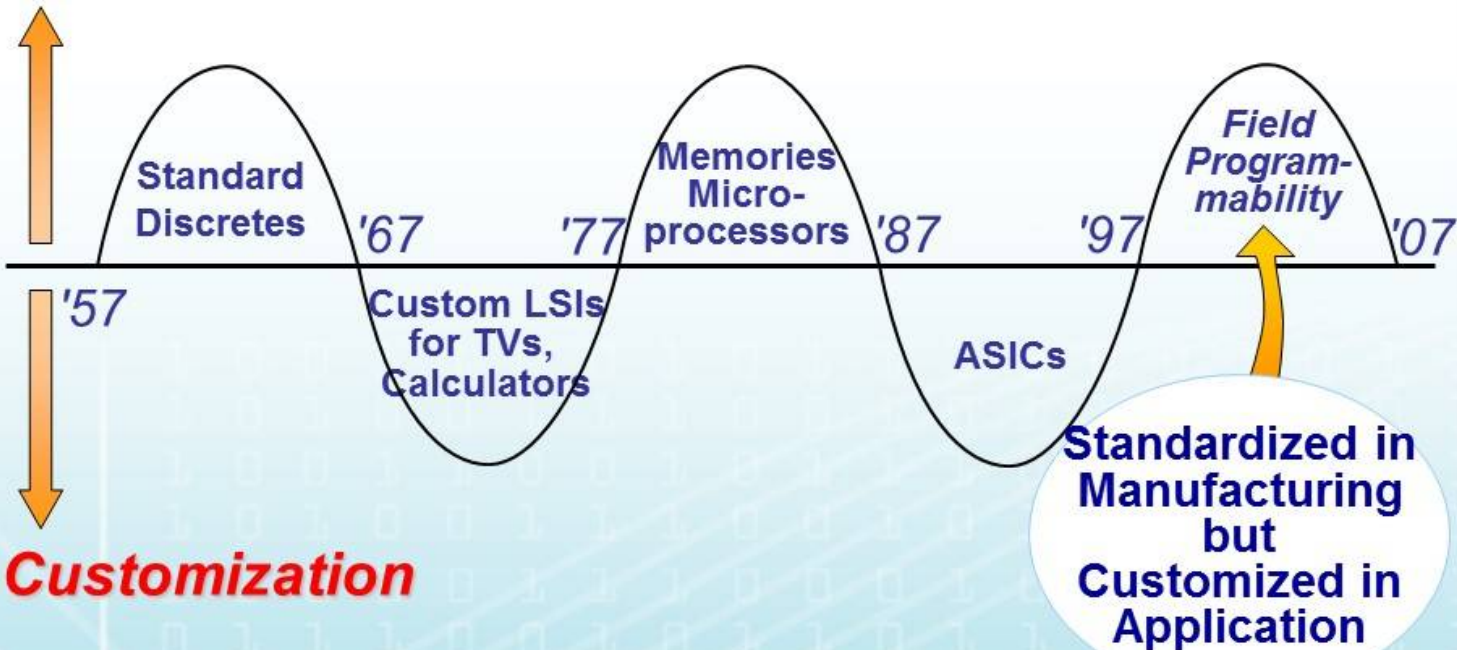 Standard
Discretes
'57
'67
Custom LSIs
for TVs,
Calculators
'77
Memories
Micro-
processors
'87
ASICs
'97
Field
Program-
mability
'07
Standardized in
Manufacturing
but
Customized in
Application
Customization